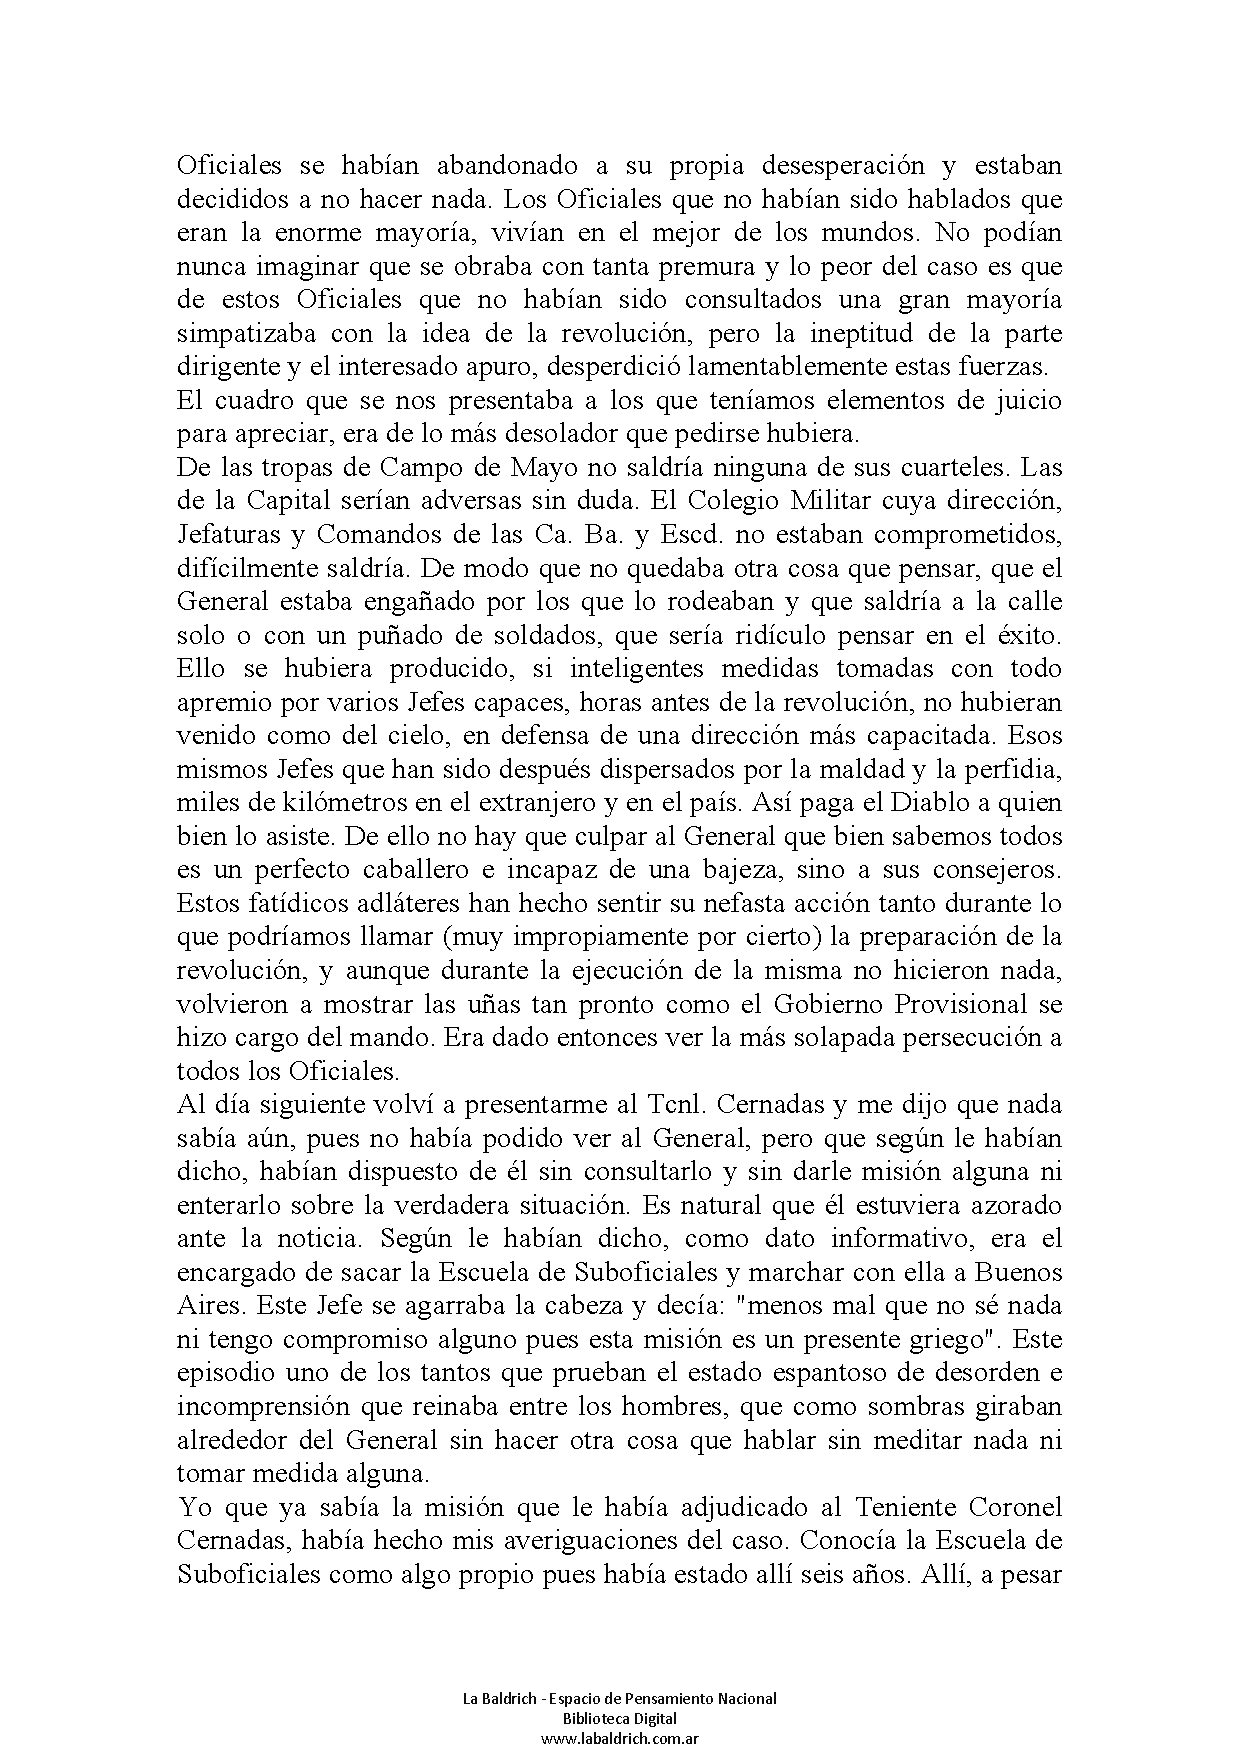 Oficiales se habían abandonado a su propia desesperación y estaban
decididos a no hacer nada. Los Oficiales que no habían sido hablados que
eran la enorme mayoría, vivían en el mejor de los mundos. No podían
nunca imaginar que se obraba con tanta premura y lo peor del caso es que
de estos Oficiales que no habían sido consultados una gran mayoría
simpatizaba con la idea de la revolución, pero la ineptitud de la parte
dirigente y el interesado apuro, desperdició lamentablemente estas fuerzas.
El cuadro que se nos presentaba a los que teníamos elementos de juicio
para apreciar, era de lo más desolador que pedirse hubiera.
De las tropas de Campo de Mayo no saldría ninguna de sus cuarteles. Las
de la Capital serían adversas sin duda. El Colegio Militar cuya dirección,
Jefaturas y Comandos de las Ca. Ba. y Escd. no estaban comprometidos,
difícilmente saldría. De modo que no quedaba otra cosa que pensar, que el
General estaba engañado por los que lo rodeaban y que saldría a la calle
solo o con un puñado de soldados, que sería ridículo pensar en el éxito.
Ello se hubiera producido, si inteligentes medidas tomadas con todo
apremio por varios Jefes capaces, horas antes de la revolución, no hubieran
venido como del cielo, en defensa de una dirección más capacitada. Esos
mismos Jefes que han sido después dispersados por la maldad y la perfidia,
miles de kilómetros en el extranjero y en el país. Así paga el Diablo a quien
bien lo asiste. De ello no hay que culpar al General que bien sabemos todos
es un perfecto caballero e incapaz de una bajeza, sino a sus consejeros.
Estos fatídicos adláteres han hecho sentir su nefasta acción tanto durante lo
que podríamos llamar (muy impropiamente por cierto) la preparación de la
revolución, y aunque durante la ejecución de la misma no hicieron nada,
volvieron a mostrar las uñas tan pronto como el Gobierno Provisional se
hizo cargo del mando. Era dado entonces ver la más solapada persecución a
todos los Oficiales.
Al día siguiente volví a presentarme al Tcnl. Cernadas y me dijo que nada
sabía aún, pues no había podido ver al General, pero que según le habían
dicho, habían dispuesto de él sin consultarlo y sin darle misión alguna ni
enterarlo sobre la verdadera situación. Es natural que él estuviera azorado
ante la noticia. Según le habían dicho, como dato informativo, era el
encargado de sacar la Escuela de Suboficiales y marchar con ella a Buenos
Aires. Este Jefe se agarraba la cabeza y decía: "menos mal que no sé nada
ni tengo compromiso alguno pues esta misión es un presente griego". Este
episodio uno de los tantos que prueban el estado espantoso de desorden e
incomprensión que reinaba entre los hombres, que como sombras giraban
alrededor del General sin hacer otra cosa que hablar sin meditar nada ni
tomar medida alguna.
Yo que ya sabía la misión que le había adjudicado al Teniente Coronel
Cernadas, había hecho mis averiguaciones del caso. Conocía la Escuela de
Suboficiales como algo propio pues había estado allí seis años. Allí, a pesar
La Baldrich - Espacio de Pensamiento Nacional
Biblioteca Digital
www.labaldrich.com.ar